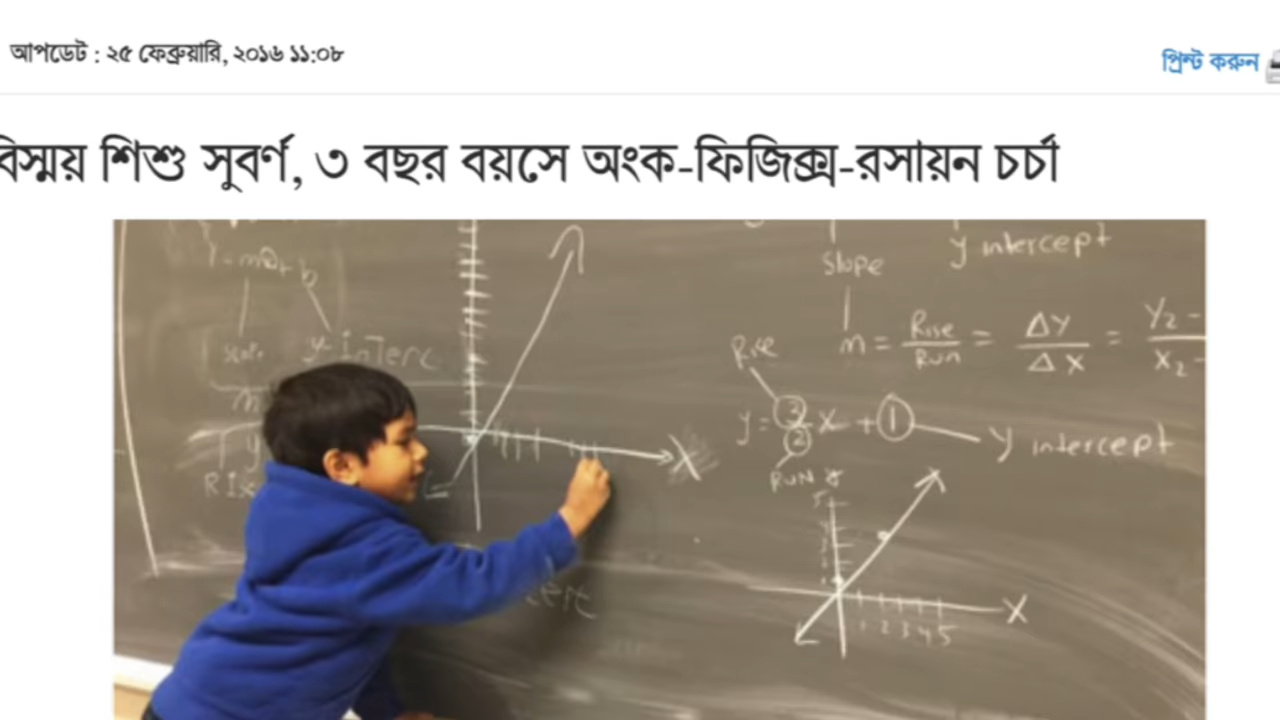 আপডেট : ২৫ ফেব্রুয়ারি, ২০১৬ ১১:০৮
প্রিন্ট করুন
বিস্ময় শিশু সুবর্ণ, ৩ বছর বয়সে অংক-ফিজিক্স-রসায়ন চর্চা
b
y-Interc
X
Slope
y intercept
m = Rise/Run = ΔY/ΔX = Y2 -/X2 -
Rise
y = 3/2 x + 1
y intercept
RUN
5
X
1 2 3 4 5